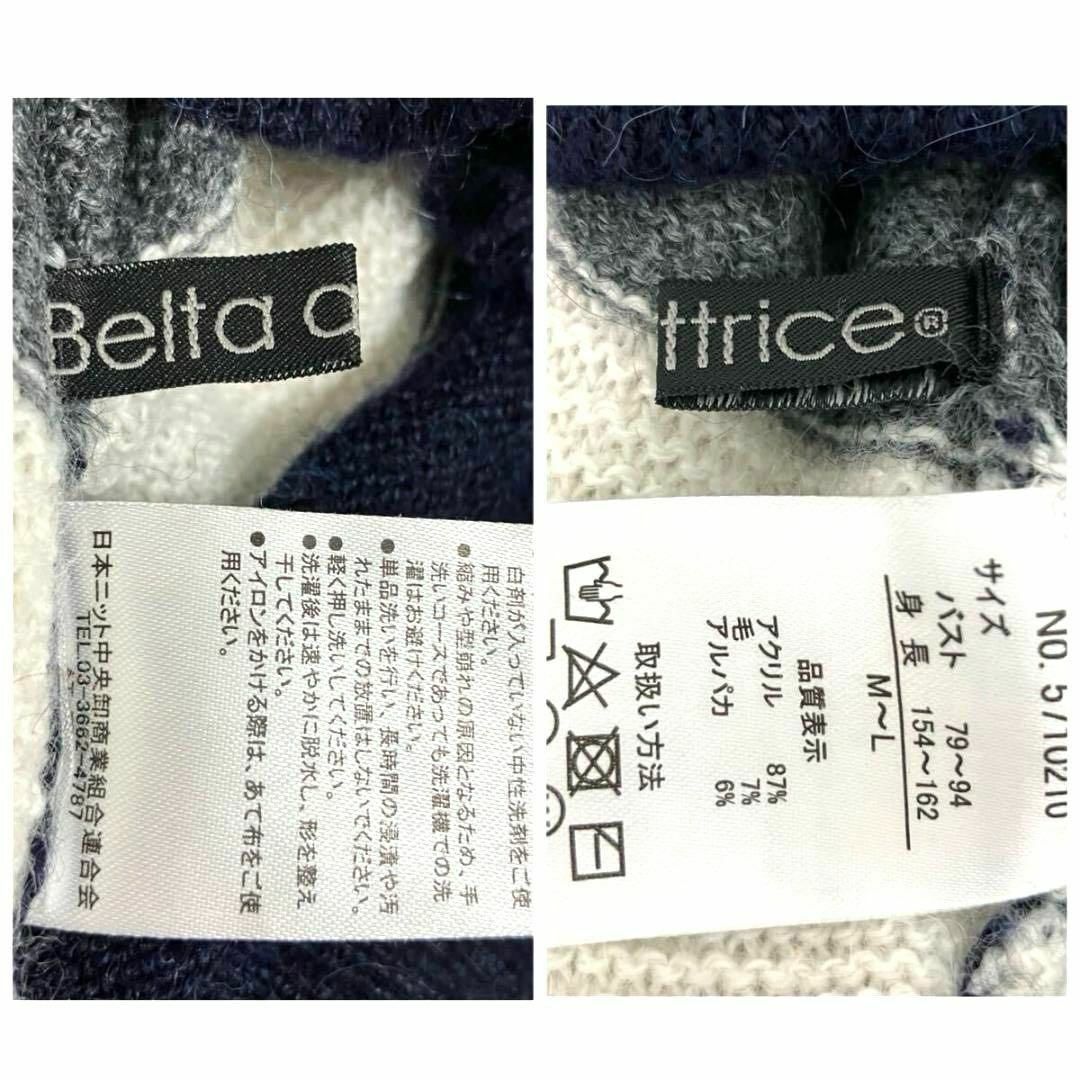 Belta a
白剤が入っていない中性洗剤をご使
用ください。
●縮みや型崩れの原因となるため、手
洗いコースであっても洗濯機での洗
濯はお避けください。
●単品洗いを行い、長時間の浸漬や汚
れたままでの放置はしないでください。
●軽く押し洗いしてください。
●洗濯後は速やかに脱水し、形を整え
干してください。
●アイロンをかける際は、あて布をご使
用ください。
日本ニット中央卸商業組合連合会
TEL.03-3662-4787
ttrice®
NO. 5710210
サイズ
バスト 79〜94
身長 154〜162
M〜L
品質表示
アクリル 87%
毛 7%
アルパカ 6%
取扱い方法